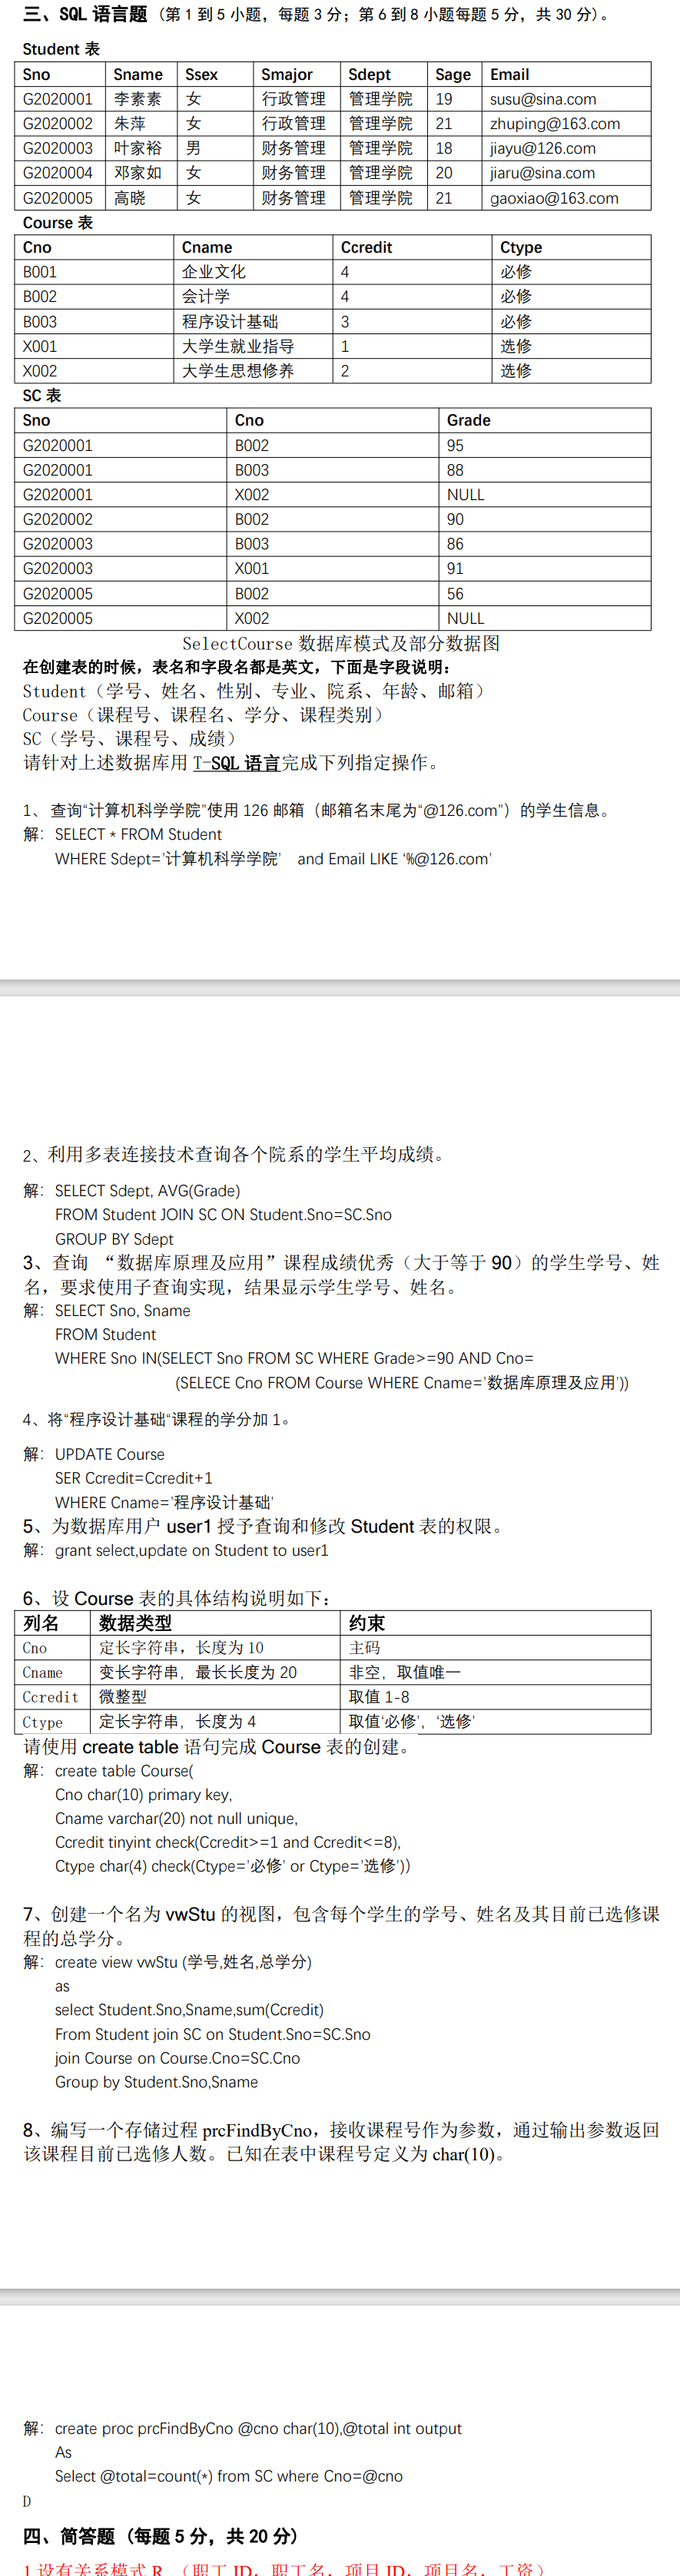 三、SQL 语言题（第 1 到 5 小题，每题 3 分；第 6 到 8 小题每题 5 分，共 30 分）。
Student 表
Sno Sname Ssex Smajor Sdept Sage Email
G2020001 李素素 女 行政管理 管理学院 19 susu@sina.com
G2020002 朱萍 女 行政管理 管理学院 21 zhuping@163.com
G2020003 叶家裕 男 财务管理 管理学院 18 jiayu@126.com
G2020004 邓家如 女 财务管理 管理学院 20 jiaru@sina.com
G2020005 高晓 女 财务管理 管理学院 21 gaoxiao@163.com
Course 表
Cno Cname Ccredit Ctype
B001 企业文化 4 必修
B002 会计学 4 必修
B003 程序设计基础 3 必修
X001 大学生就业指导 1 选修
X002 大学生思想修养 2 选修
SC 表
Sno Cno Grade
G2020001 B002 95
G2020001 B003 88
G2020001 X002 NULL
G2020002 B002 90
G2020003 B003 86
G2020003 X001 91
G2020005 B002 56
G2020005 X002 NULL
SelectCourse 数据库模式及部分数据图
在创建表的时候，表名和字段名都是英文，下面是字段说明：
Student（学号、姓名、性别、专业、院系、年龄、邮箱）
Course（课程号、课程名、学分、课程类别）
SC（学号、课程号、成绩）
请针对上述数据库用 T-SQL 语言完成下列指定操作。
1、 查询“计算机科学学院”使用 126 邮箱（邮箱名末尾为“@126.com”）的学生信息。
解：SELECT * FROM Student
WHERE Sdept='计算机科学学院' and Email LIKE '%@126.com'
2、利用多表连接技术查询各个院系的学生平均成绩。
解：SELECT Sdept, AVG(Grade)
FROM Student JOIN SC ON Student.Sno=SC.Sno
GROUP BY Sdept
3、查询 “数据库原理及应用”课程成绩优秀（大于等于 90）的学生学号、姓
名，要求使用子查询实现，结果显示学生学号、姓名。
解：SELECT Sno, Sname
FROM Student
WHERE Sno IN(SELECT Sno FROM SC WHERE Grade>=90 AND Cno=
(SELECE Cno FROM Course WHERE Cname='数据库原理及应用'))
4、将“程序设计基础“课程的学分加 1。
解：UPDATE Course
SER Ccredit=Ccredit+1
WHERE Cname='程序设计基础'
5、为数据库用户 user1 授予查询和修改 Student 表的权限。
解：grant select,update on Student to user1
6、设 Course 表的具体结构说明如下：
列名 数据类型 约束
Cno 定长字符串，长度为 10 主码
Cname 变长字符串，最长长度为 20 非空，取值唯一
Ccredit 微整型 取值 1-8
Ctype 定长字符串，长度为 4 取值‘必修’，‘选修’
请使用 create table 语句完成 Course 表的创建。
解：create table Course(
Cno char(10) primary key,
Cname varchar(20) not null unique,
Ccredit tinyint check(Ccredit>=1 and Ccredit<=8),
Ctype char(4) check(Ctype='必修' or Ctype='选修'))
7、创建一个名为 vwStu 的视图，包含每个学生的学号、姓名及其目前已选修课
程的总学分。
解：create view vwStu (学号,姓名,总学分)
as
select Student.Sno,Sname,sum(Ccredit)
From Student join SC on Student.Sno=SC.Sno
join Course on Course.Cno=SC.Cno
Group by Student.Sno,Sname
8、编写一个存储过程 prcFindByCno，接收课程号作为参数，通过输出参数返回
该课程目前已选修人数。已知在表中课程号定义为 char(10)。
解：create proc prcFindByCno @cno char(10),@total int output
As
Select @total=count(*) from SC where Cno=@cno
D
四、简答题（每题 5 分，共 20 分）
1.设有关系模式 R （职工 ID，职工名，项目 ID，项目名，工资）